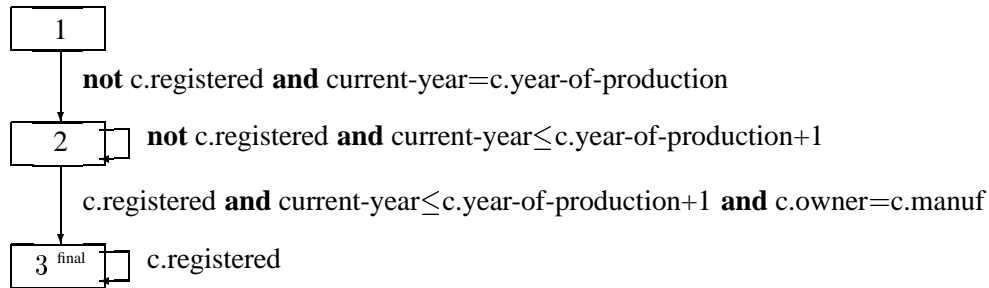 1
not c.registered and current-year=c.year-of-production
2
not c.registered and current-year≤c.year-of-production+1
c.registered and current-year≤c.year-of-production+1 and c.owner=c.manuf
3 final
c.registered